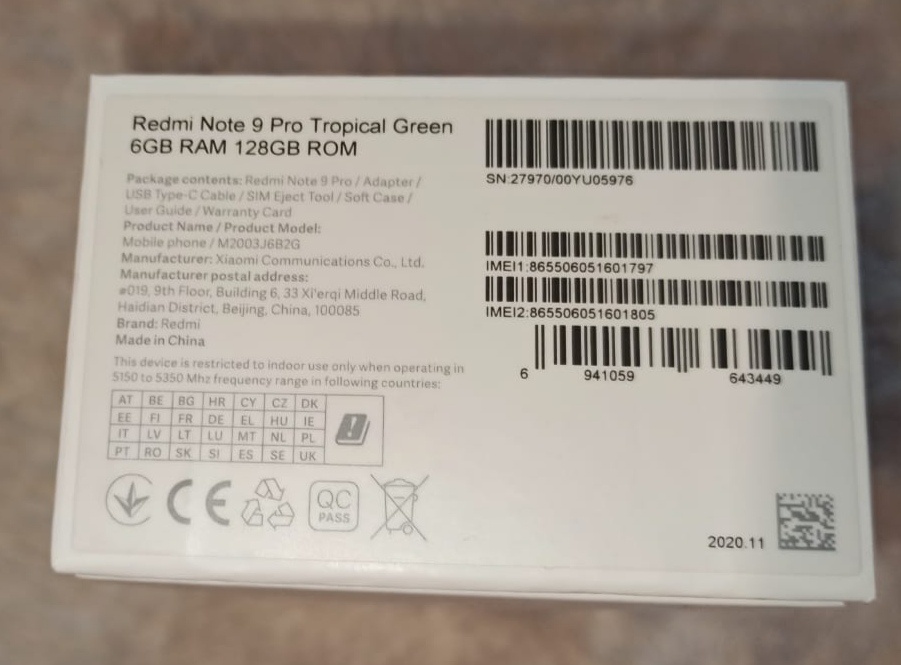 Redmi Note 9 Pro Tropical Green
6GB RAM 128GB ROM
Package contents: Redmi Note 9 Pro / Adapter /
USB Type-C Cable / SIM Eject Tool / Soft Case /
User Guide / Warranty Card
Product Name / Product Model:
Mobile phone / M2003J6B2G
Manufacturer: Xiaomi Communications Co., Ltd.
Manufacturer postal address:
#019, 9th Floor, Building 6, 33 Xi'erqi Middle Road,
Haidian District, Beijing, China, 100085
Brand: Redmi
Made in China
This device is restricted to indoor use only when operating in
5150 to 5350 Mhz frequency range in following countries:
AT BE BG HR CY CZ DK
EE FI FR DE EL HU IE
IT LV LT LU MT NL PL
PT RO SK SI ES SE UK
CE
QC
PASS
SN:27970/00YU05976
IMEI1:865506051601797
IMEI2:865506051601805
6 941059 643449
2020.11